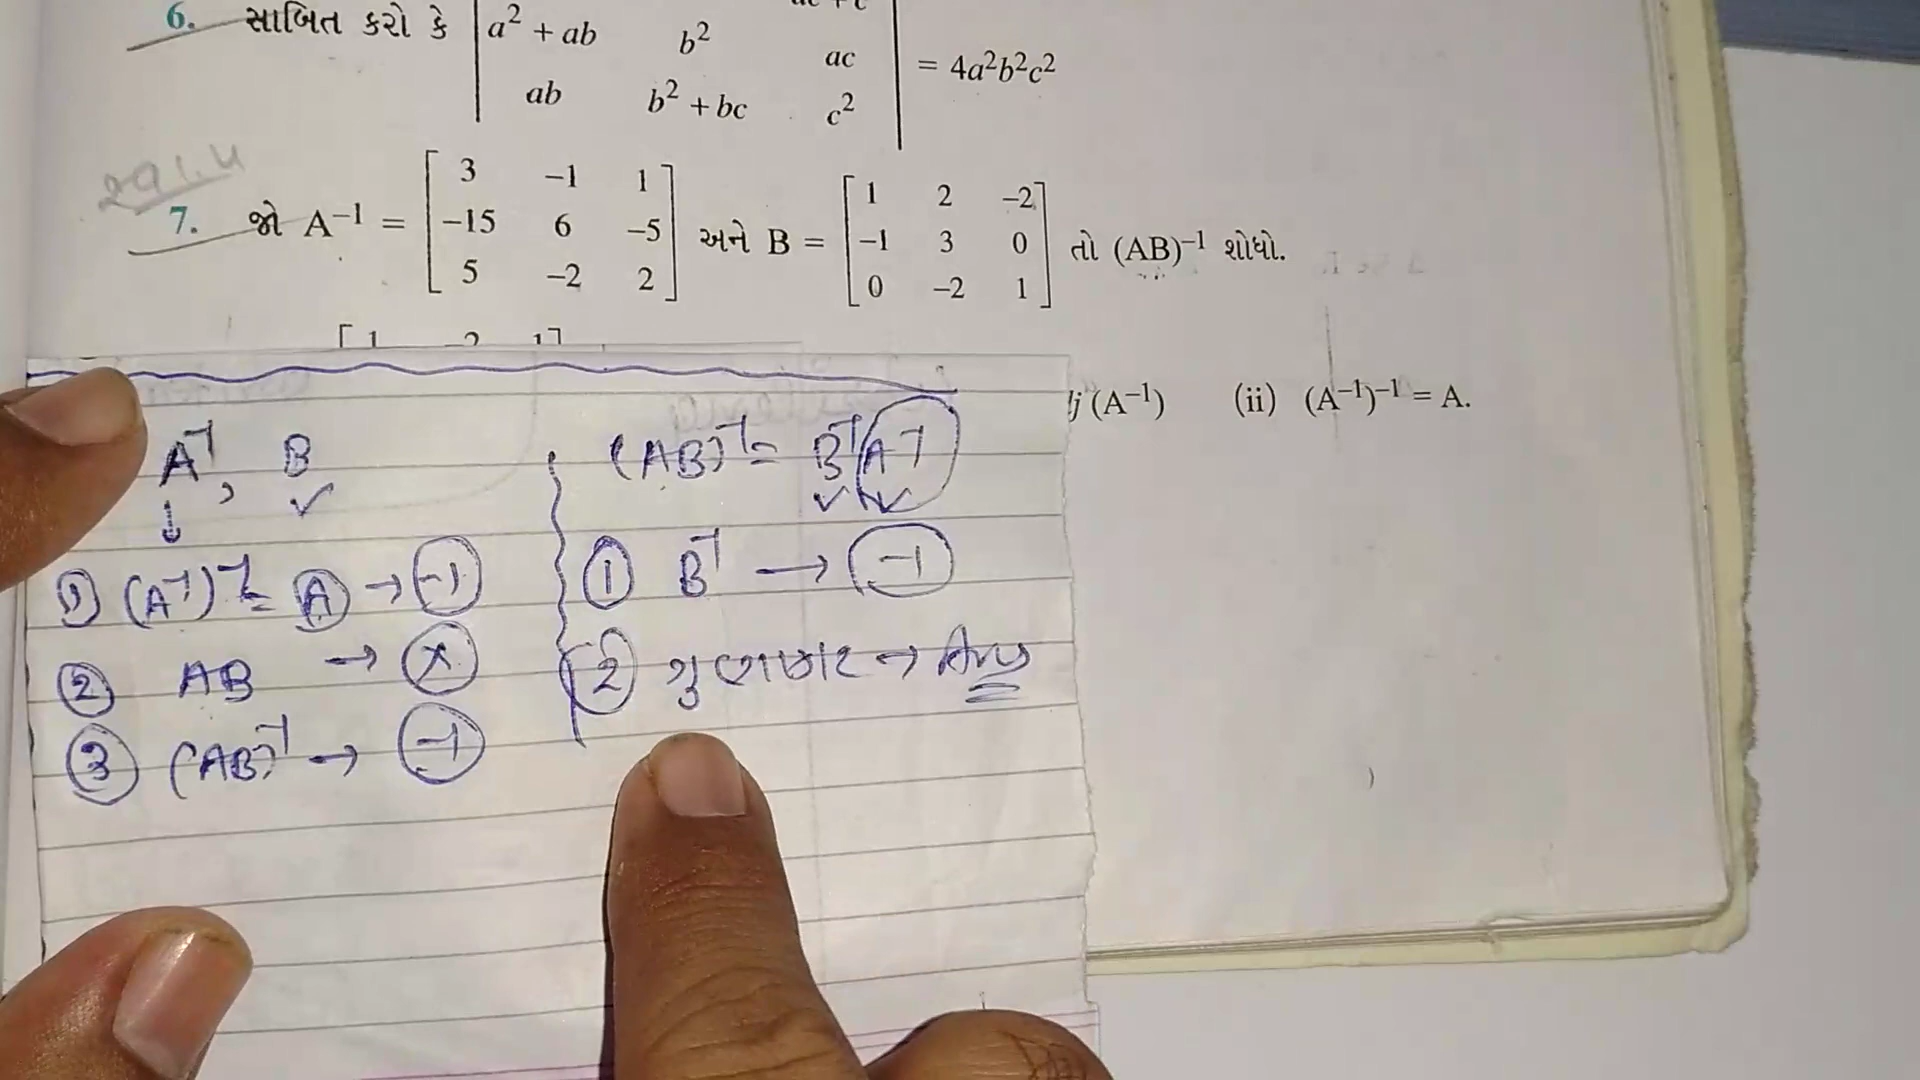 6. સાબિત કરો કે | a² + ab b² ac | = 4a²b²c²
ab b² + bc c²
7. જો A⁻¹ = [ 3 −1 1 ] અને B = [ 1 2 −2 ] તો (AB)⁻¹ શોધો.
−15 6 −5 −1 3 0
5 −2 2 0 −2 1
(A⁻¹) (ii) (A⁻¹)⁻¹ = A.
A⁻¹, B
① (A⁻¹)⁻¹ = A → −1
② AB → ×
③ (AB)⁻¹ → −1
(AB)⁻¹ = B⁻¹A⁻¹
① B⁻¹ → −1
② ગુણાકાર → Ans